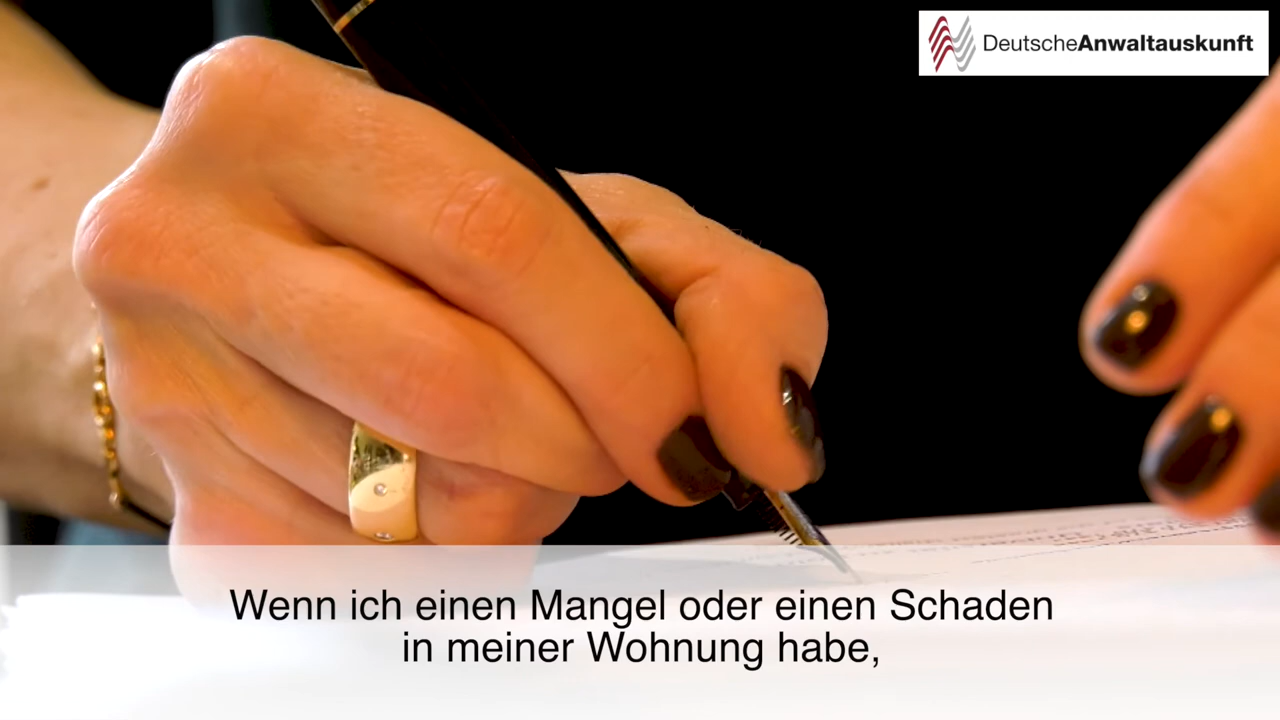 DeutscheAnwaltauskunft
Wenn ich einen Mangel oder einen Schaden
in meiner Wohnung habe,